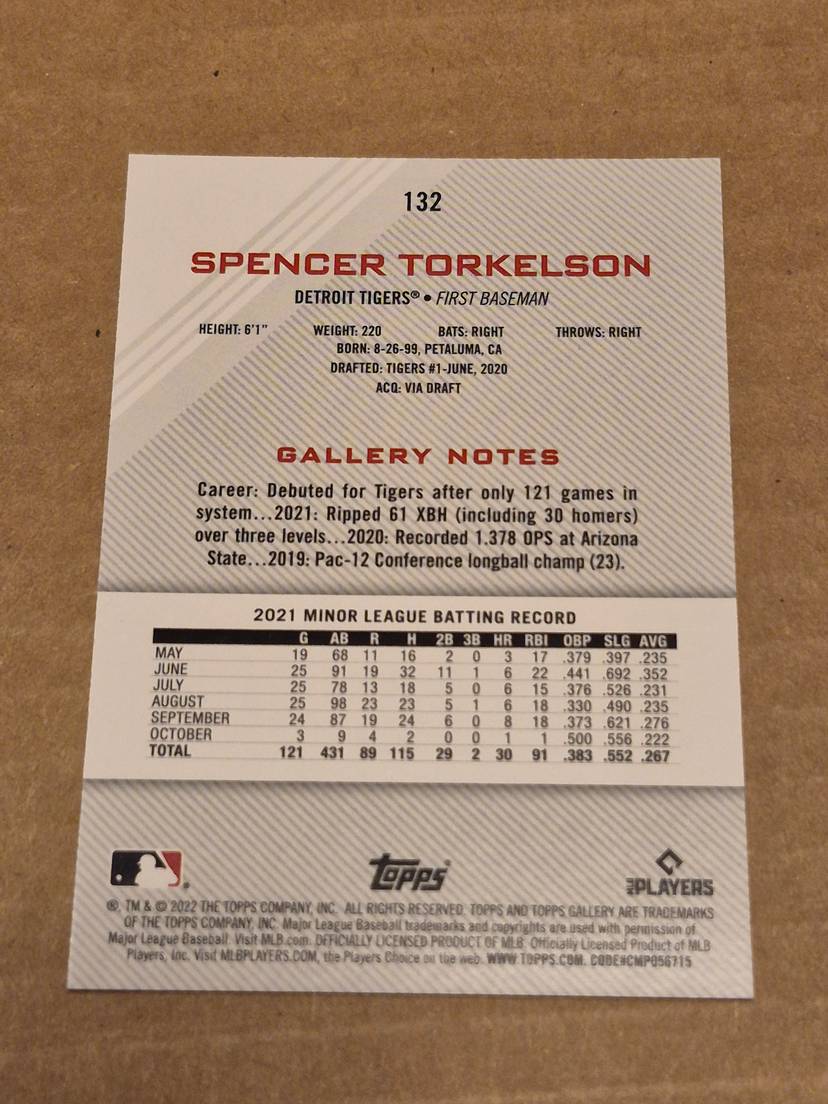 132
SPENCER TORKELSON
DETROIT TIGERS® • FIRST BASEMAN
HEIGHT: 6'1" WEIGHT: 220 BATS: RIGHT THROWS: RIGHT
BORN: 8-26-99, PETALUMA, CA
DRAFTED: TIGERS #1-JUNE, 2020
ACQ: VIA DRAFT
GALLERY NOTES
Career: Debuted for Tigers after only 121 games in
system...2021: Ripped 61 XBH (including 30 homers)
over three levels...2020: Recorded 1.378 OPS at Arizona
State...2019: Pac-12 Conference longball champ (23).
2021 MINOR LEAGUE BATTING RECORD
G AB R H 2B 3B HR RBI OBP SLG AVG
MAY 19 68 11 16 2 0 3 17 .379 .397 .235
JUNE 25 91 19 32 11 1 6 22 .441 .692 .352
JULY 25 78 13 18 5 0 6 15 .376 .526 .231
AUGUST 25 98 23 23 5 1 6 18 .330 .490 .235
SEPTEMBER 24 87 19 24 6 0 8 18 .373 .621 .276
OCTOBER 3 9 4 2 0 0 1 1 .500 .556 .222
TOTAL 121 431 89 115 29 2 30 91 .383 .552 .267
Topps
MLB PLAYERS
®, TM & © 2022 THE TOPPS COMPANY, INC. ALL RIGHTS RESERVED. TOPPS AND TOPPS GALLERY ARE TRADEMARKS
OF THE TOPPS COMPANY, INC. Major League Baseball trademarks and copyrights are used with permission of
Major League Baseball. Visit MLB.com. OFFICIALLY LICENSED PRODUCT OF MLB Officially Licensed Product of MLB
Players, Inc. Visit MLBPLAYERS.COM, the Players Choice on the web. WWW.TOPPS.COM. CODE#CMP056715